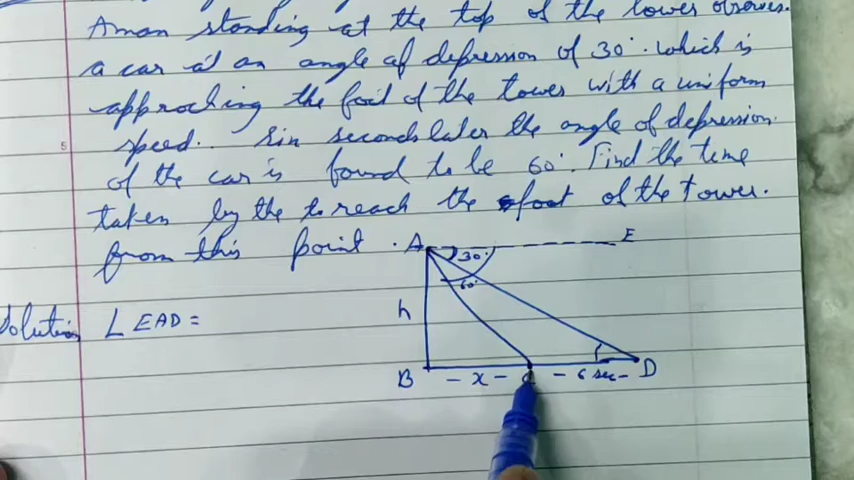 A man standing at the top of the tower observes.
a car at an angle of depression of 30°. which is
approching the foot of the tower with a uniform
speed. Six seconds later the angle of depression
of the car is found to be 60°. Find the time
taken by the to reach the foot of the tower.
from this point.
A
E
30°
60°
h
Solution ∠EAD =
B
- x -
C
- 6 sec -
D
5